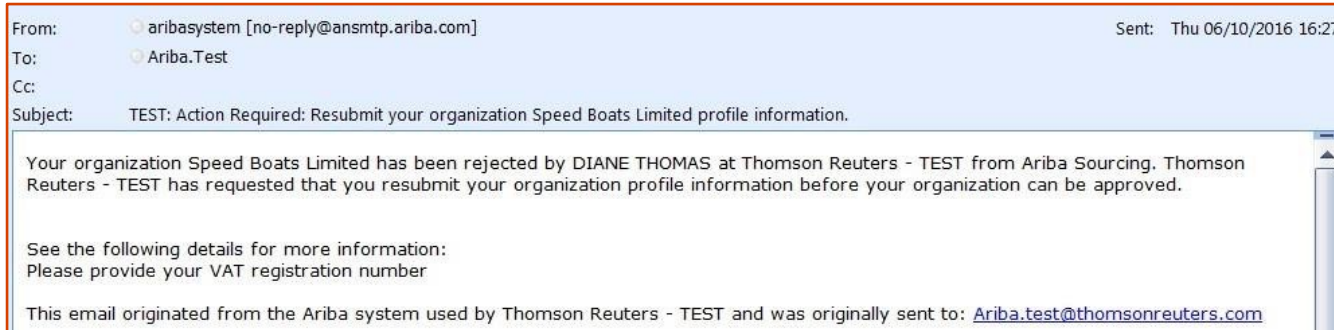 From: aribasystem [no-reply@ansmtp.ariba.com] Sent: Thu 06/10/2016 16:27
To: Ariba.Test
Cc:
Subject: TEST: Action Required: Resubmit your organization Speed Boats Limited profile information.
Your organization Speed Boats Limited has been rejected by DIANE THOMAS at Thomson Reuters - TEST from Ariba Sourcing. Thomson
Reuters - TEST has requested that you resubmit your organization profile information before your organization can be approved.
See the following details for more information:
Please provide your VAT registration number
This email originated from the Ariba system used by Thomson Reuters - TEST and was originally sent to: Ariba.test@thomsonreuters.com